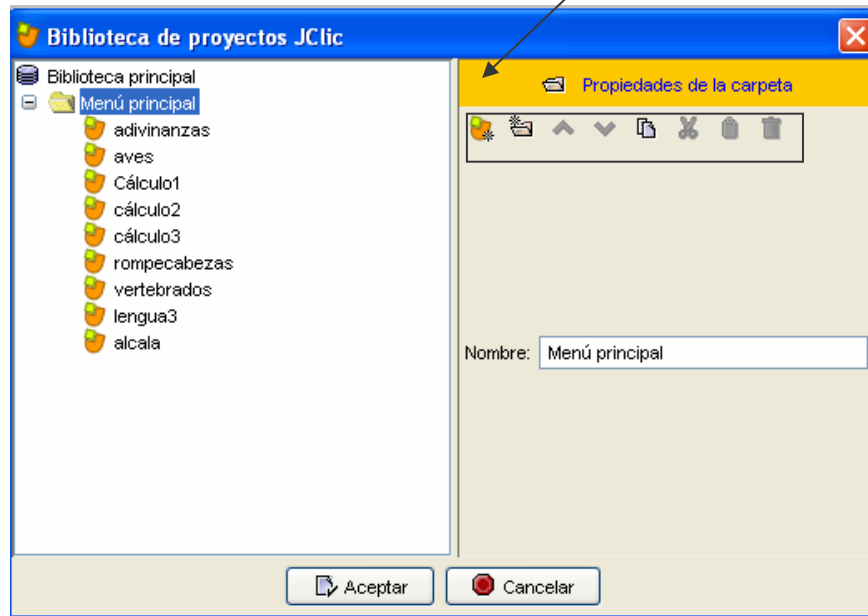 Biblioteca de proyectos JClic
Biblioteca principal
Menú principal
adivinanzas
aves
Cálculo1
cálculo2
cálculo3
rompecabezas
vertebrados
lengua3
alcala
Propiedades de la carpeta
Nombre: Menú principal
Aceptar
Cancelar